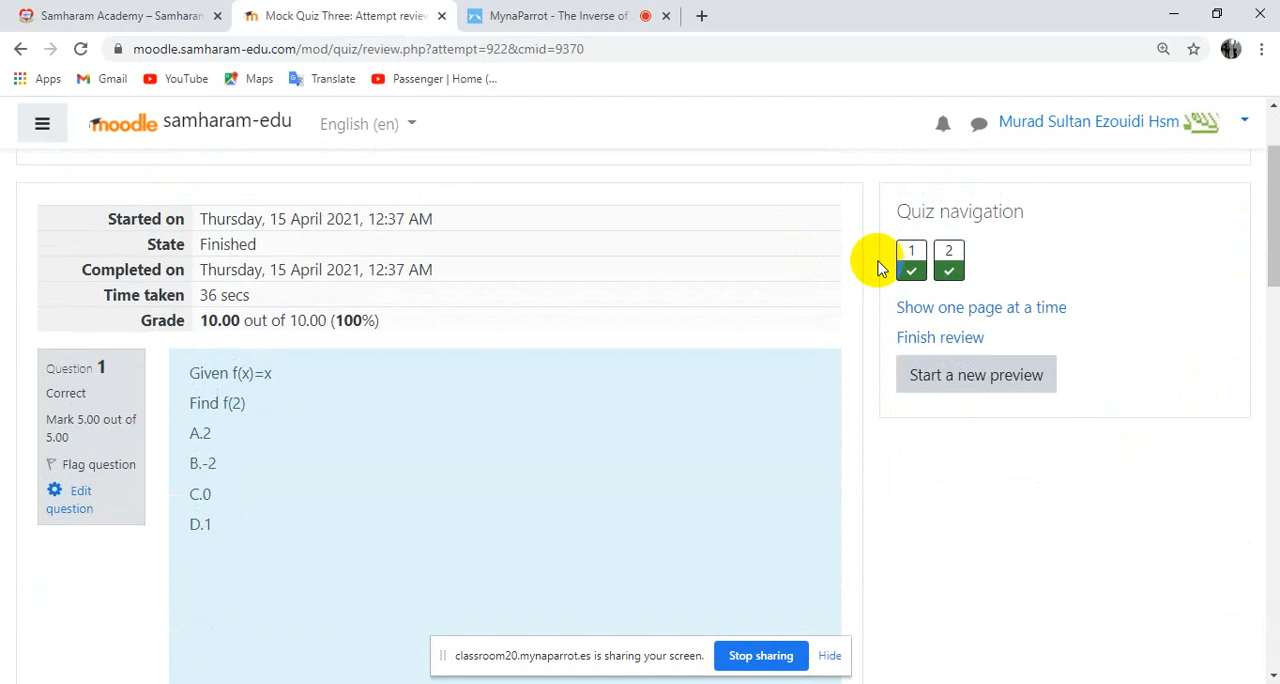 Samharam Academy – Samharan
Mock Quiz Three: Attempt review
MynaParrot - The Inverse of
moodle.samharam-edu.com/mod/quiz/review.php?attempt=922&cmid=9370
Apps Gmail YouTube Maps Translate Passenger | Home (...
moodle samharam-edu English (en) Murad Sultan Ezouidi Hsm
Started on Thursday, 15 April 2021, 12:37 AM
State Finished
Completed on Thursday, 15 April 2021, 12:37 AM
Time taken 36 secs
Grade 10.00 out of 10.00 (100%)
Quiz navigation
1 2
Show one page at a time
Finish review
Start a new preview
Question 1
Correct
Mark 5.00 out of
5.00
Flag question
Edit
question
Given f(x)=x
Find f(2)
A.2
B.-2
C.0
D.1
classroom20.mynaparrot.es is sharing your screen. Stop sharing Hide